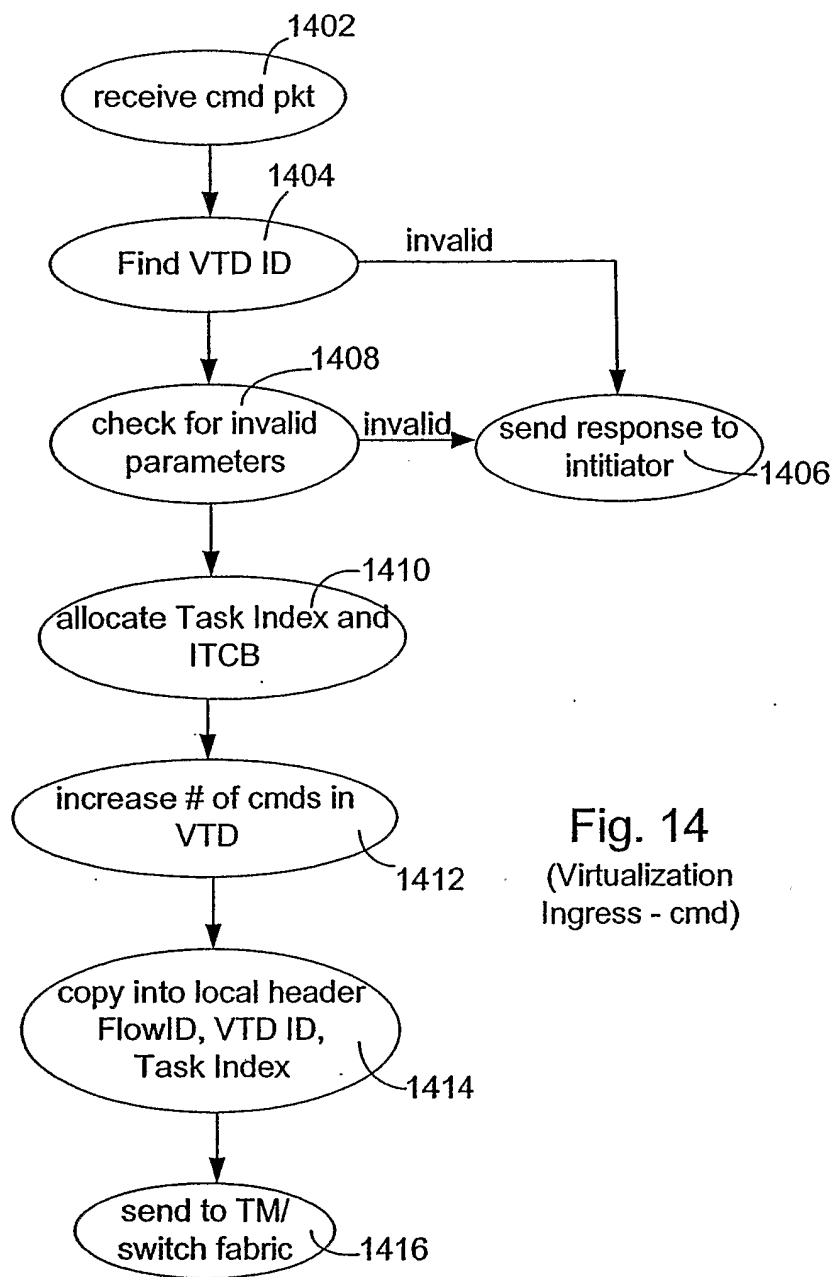 1402
receive cmd pkt
1404
Find VTD ID
invalid
1408
check for invalid
parameters
invalid
send response to
intitiator
1406
1410
allocate Task Index and
ITCB
increase # of cmds in
VTD
1412
Fig. 14
(Virtualization
Ingress - cmd)
copy into local header
FlowID, VTD ID,
Task Index
1414
send to TM/
switch fabric
1416